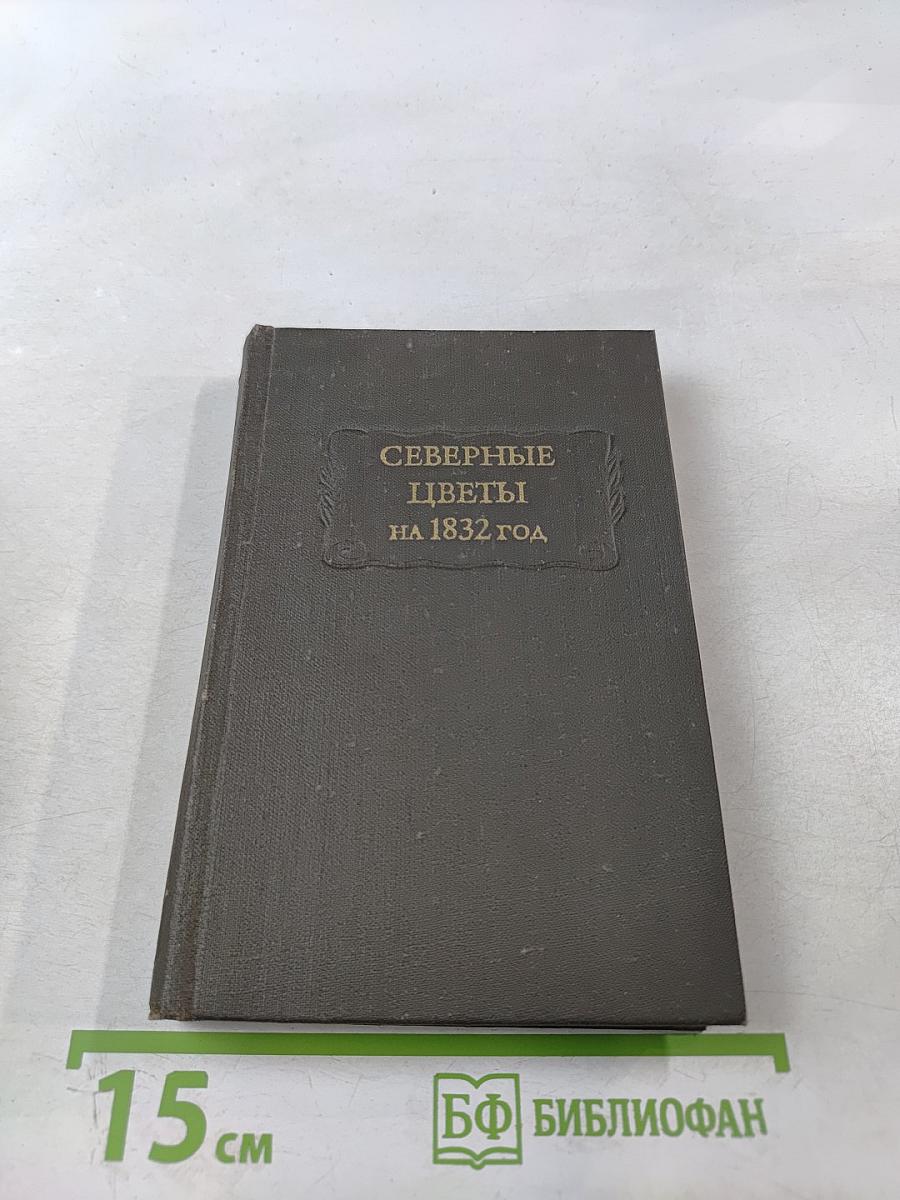 СЕВЕРНЫЕ
ЦВЕТЫ
НА 1832 ГОД
15 см
БФ БИБЛИОФАН